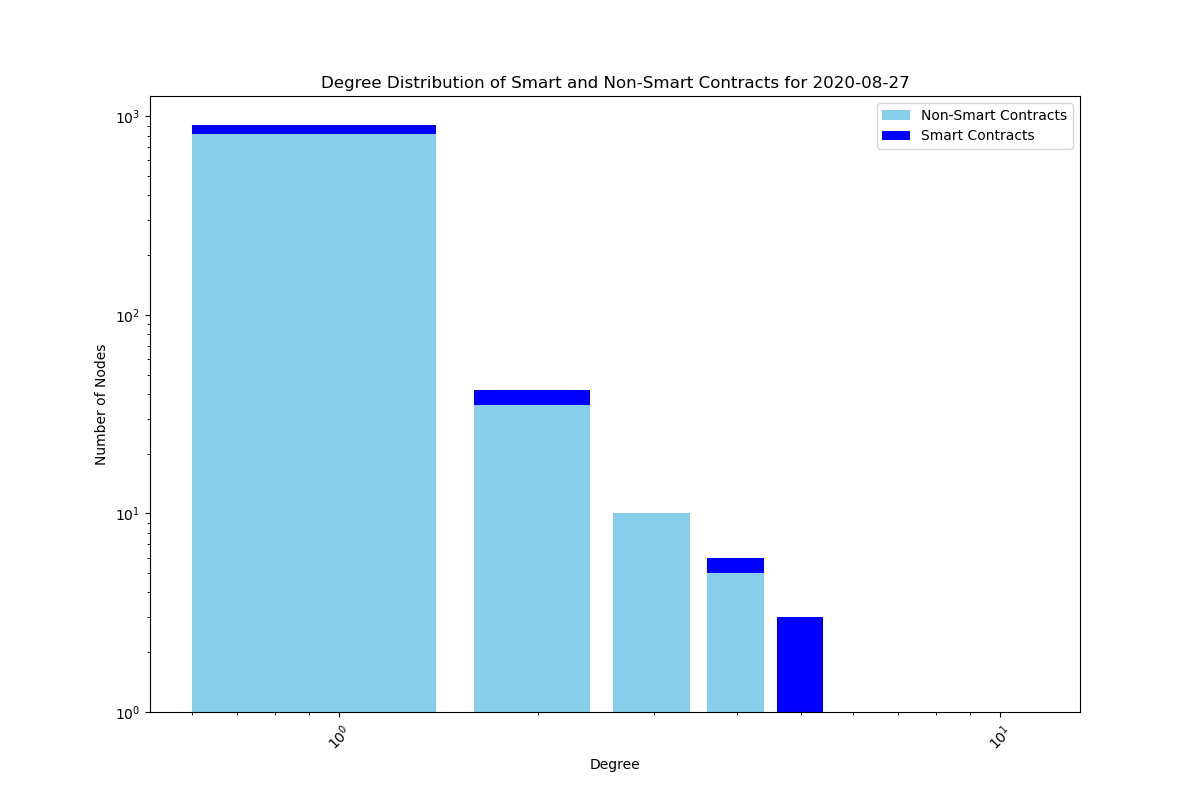 Degree Distribution of Smart and Non-Smart Contracts for 2020-08-27
Non-Smart Contracts
Smart Contracts
Number of Nodes
10³
10²
10¹
10⁰
10⁰
10¹
Degree